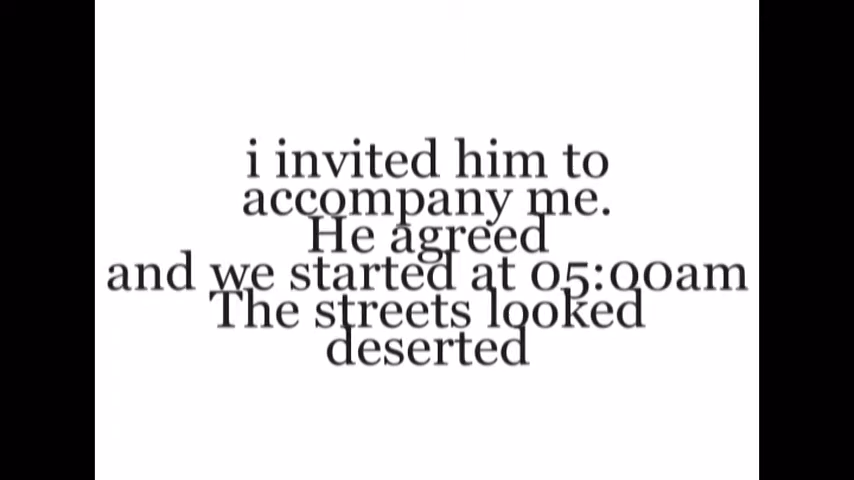 i invited him to
accompany me.
He agreed
and we started at 05:00am
The streets looked
deserted